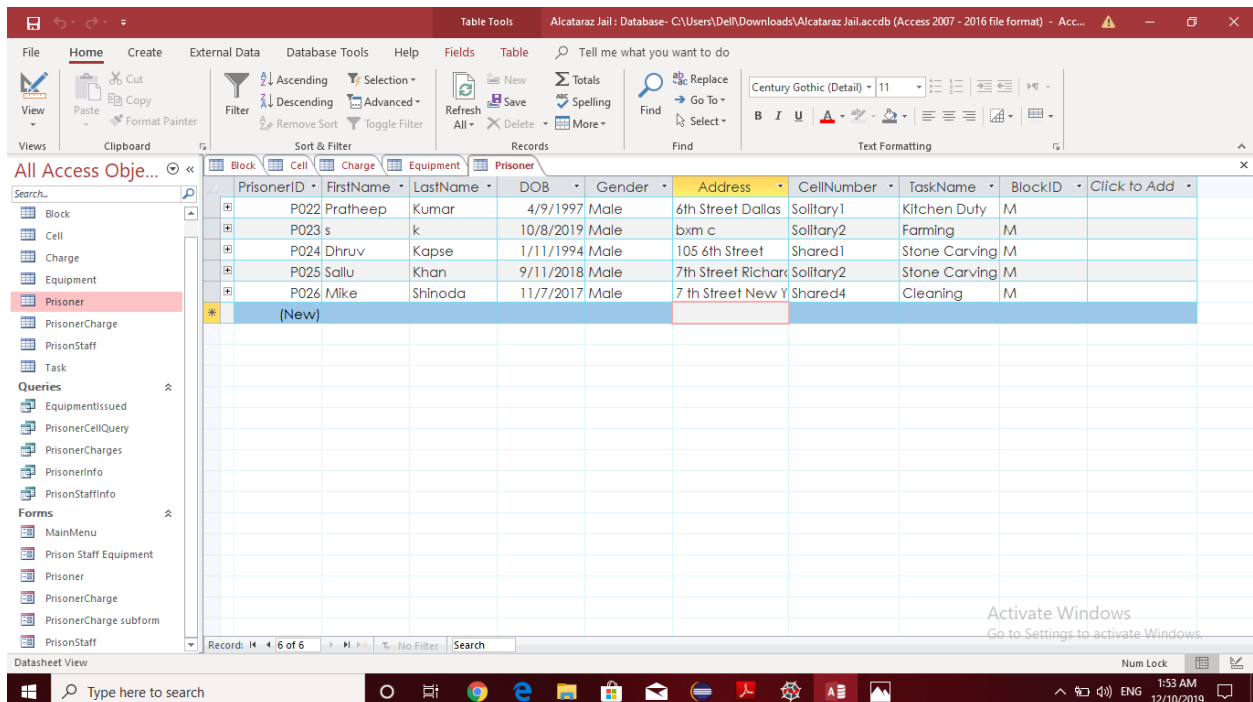 Table Tools Alcataraz Jail : Database- C:\Users\Dell\Downloads\Alcataraz Jail.accdb (Access 2007 - 2016 file format) - Acc...
File Home Create External Data Database Tools Help Fields Table Tell me what you want to do
View
Paste
Cut
Copy
Format Painter
Filter
Ascending
Descending
Remove Sort
Selection
Advanced
Toggle Filter
Refresh
All
New
Save
Delete
Totals
Spelling
More
Find
Replace
Go To
Select
Century Gothic (Detail) 11
B I U A
Views Clipboard Sort & Filter Records Find Text Formatting
All Access Obje...
Search...
Block
Cell
Charge
Equipment
Prisoner
PrisonerCharge
PrisonStaff
Task
Queries
EquipmentIssued
PrisonerCellQuery
PrisonerCharges
PrisonerInfo
PrisonStaffInfo
Forms
MainMenu
Prison Staff Equipment
Prisoner
PrisonerCharge
PrisonerCharge subform
PrisonStaff
Block Cell Charge Equipment Prisoner
PrisonerID FirstName LastName DOB Gender Address CellNumber TaskName BlockID Click to Add
P022 Pratheep Kumar 4/9/1997 Male 6th Street Dallas Solitary1 Kitchen Duty M
P023 s k 10/8/2019 Male bxm c Solitary2 Farming M
P024 Dhruv Kapse 1/11/1994 Male 105 6th Street Shared1 Stone Carving M
P025 Sallu Khan 9/11/2018 Male 7th Street Richard Solitary2 Stone Carving M
P026 Mike Shinoda 11/7/2017 Male 7 th Street New Y Shared4 Cleaning M
(New)
Activate Windows
Go to Settings to activate Windows.
Record: 6 of 6 No Filter Search
Datasheet View Num Lock
Type here to search ENG 1:53 AM
12/10/2019